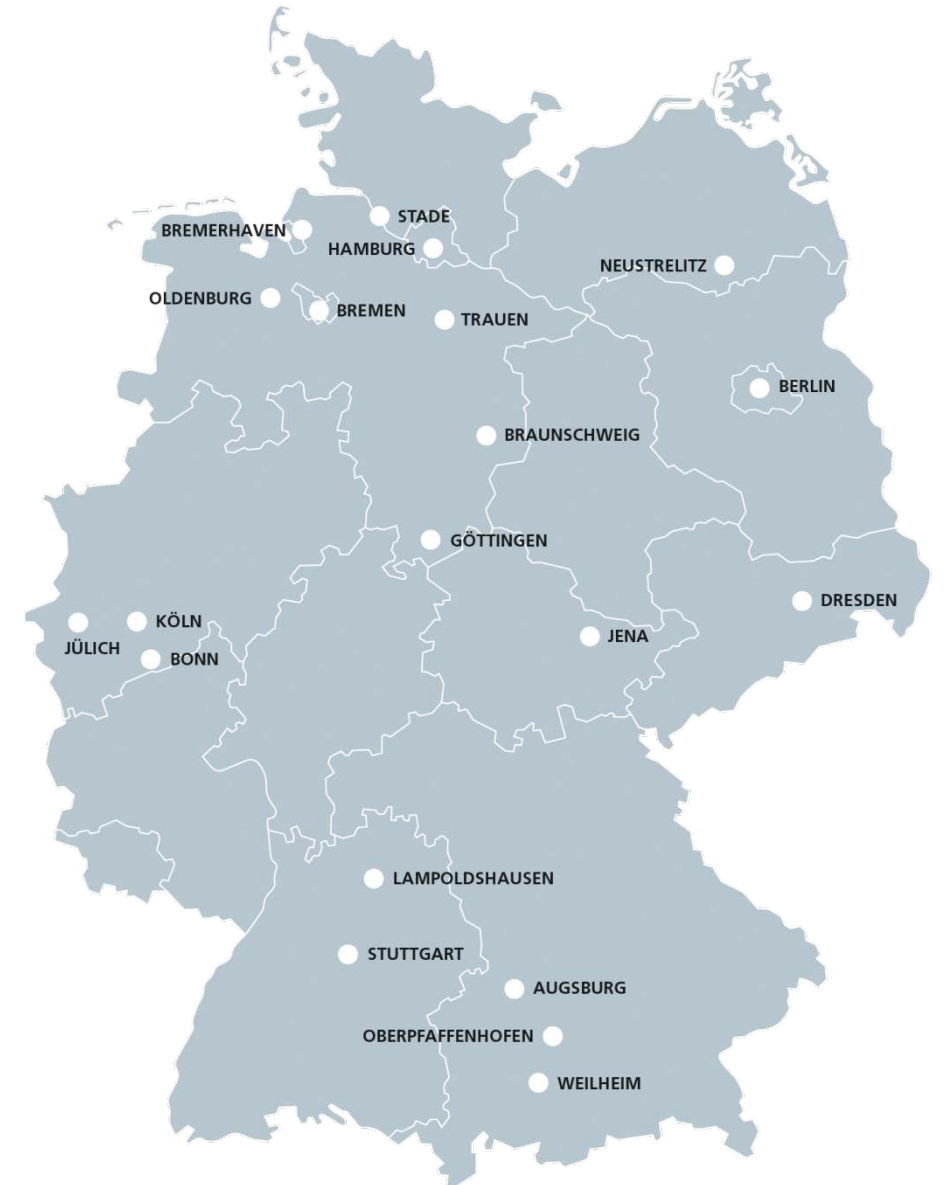 STADE
BREMERHAVEN
HAMBURG
NEUSTRELITZ
OLDENBURG
BREMEN
TRAUEN
BERLIN
BRAUNSCHWEIG
GÖTTINGEN
DRESDEN
KÖLN
JENA
JÜLICH
BONN
LAMPOLDSHAUSEN
STUTTGART
AUGSBURG
OBERPFAFFENHOFEN
WEILHEIM